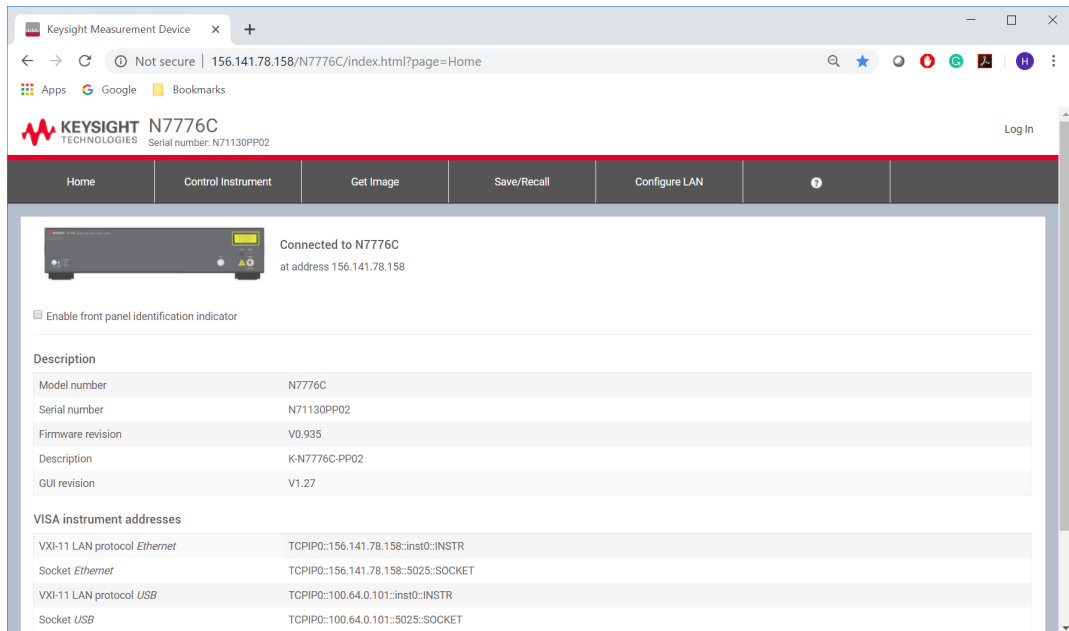 Keysight Measurement Device
Not secure | 156.141.78.158/N7776C/index.html?page=Home
H
Apps Google Bookmarks
KEYSIGHT TECHNOLOGIES
N7776C
Serial number: N71130PP02
Log In
Home Control Instrument Get Image Save/Recall Configure LAN ?
Connected to N7776C
at address 156.141.78.158
Enable front panel identification indicator
Description
Model number N7776C
Serial number N71130PP02
Firmware revision V0.935
Description K-N7776C-PP02
GUI revision V1.27
VISA instrument addresses
VXI-11 LAN protocol Ethernet TCPIP0::156.141.78.158::inst0::INSTR
Socket Ethernet TCPIP0::156.141.78.158::5025::SOCKET
VXI-11 LAN protocol USB TCPIP0::100.64.0.101::inst0::INSTR
Socket USB TCPIP0::100.64.0.101::5025::SOCKET